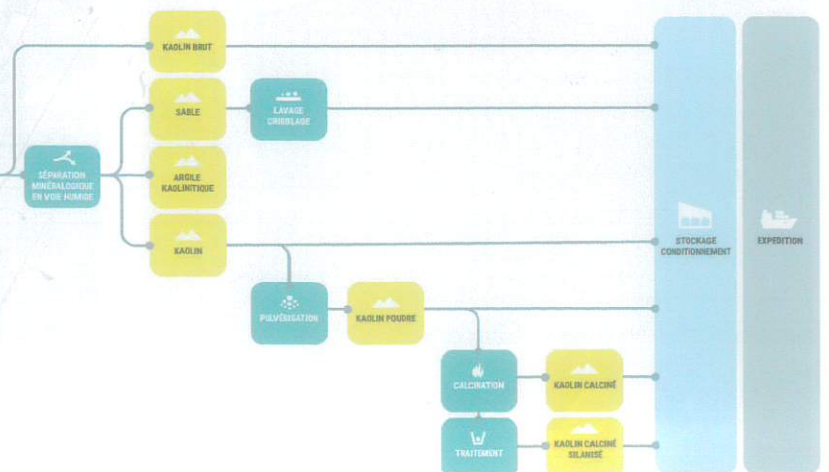 KAOLIN BRUT
SABLE
LAVAGE
CRIBBLAGE
SÉPARATION
MINÉRALOGIQUE
EN VOIE HUMIDE
ARGILE
KAOLINITIQUE
KAOLIN
STOCKAGE
CONDITIONNEMENT
EXPEDITION
PULVÉRISATION
KAOLIN POUDRE
CALCINATION
KAOLIN CALCINÉ
TRAITEMENT
KAOLIN CALCINÉ
SILANISÉ